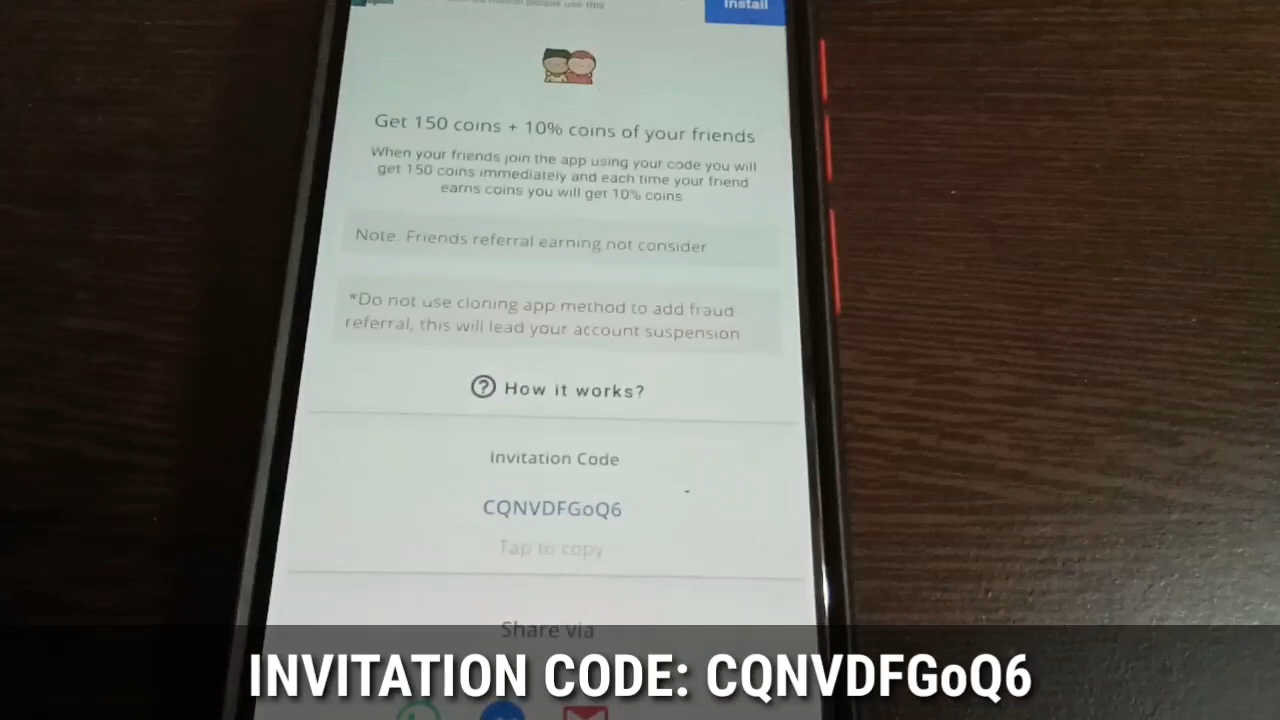 people use this
Install
Get 150 coins + 10% coins of your friends
When your friends join the app using your code you will
get 150 coins immediately and each time your friend
earns coins you will get 10% coins
Note: Friends referral earning not consider
*Do not use cloning app method to add fraud
referral, this will lead your account suspension
How it works?
Invitation Code
CQNVDFGoQ6
Tap to copy
Share via
INVITATION CODE: CQNVDFGoQ6